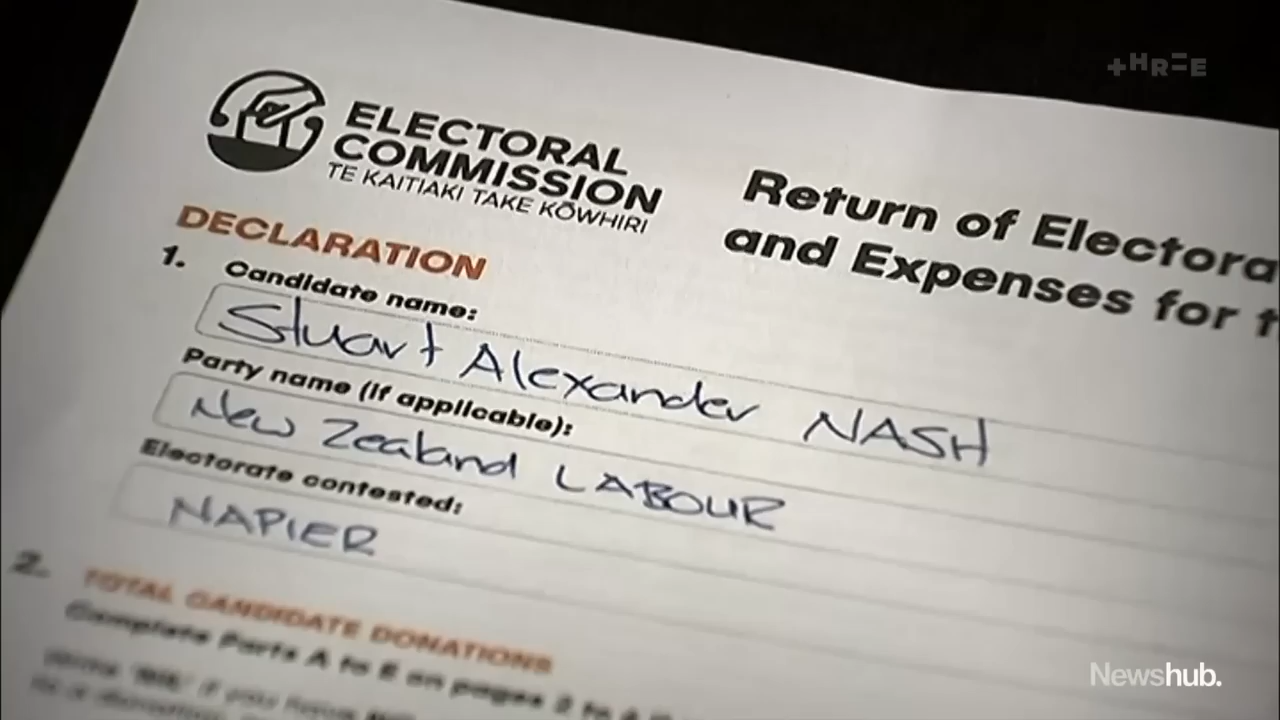 +HR=E
ELECTORAL
COMMISSION
TE KAITIAKI TAKE KŌWHIRI
Return of Electora
and Expenses for t
DECLARATION
1. Candidate name:
Stuart Alexander NASH
Party name (if applicable):
New Zealand LABOUR
Electorate contested:
NAPIER
2. TOTAL CANDIDATE DONATIONS
Complete Parts A to E on pages 2 to
Newshub.